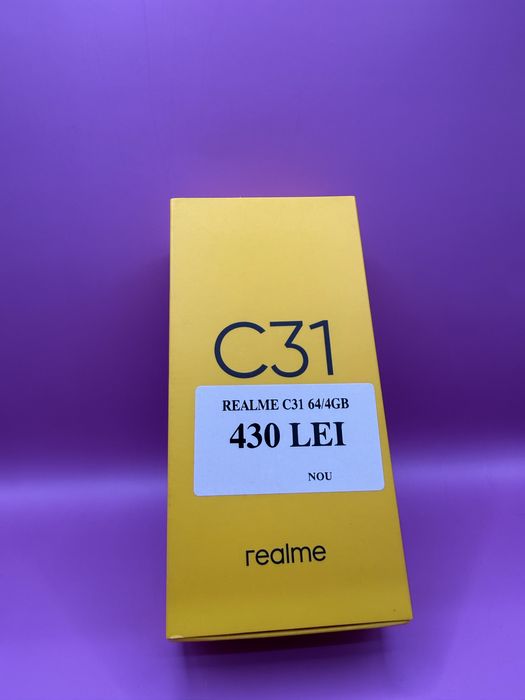 C31
REALME C31 64/4GB
430 LEI
NOU
realme